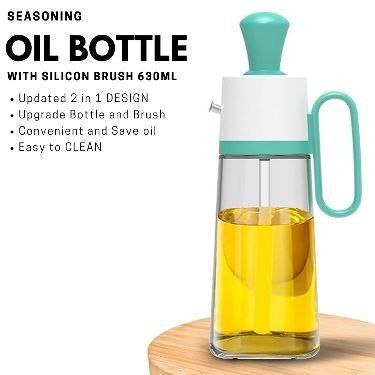 SEASONING
OIL BOTTLE
WITH SILICON BRUSH 630ML
• Updated 2 in 1 DESIGN
• Upgrade Bottle and Brush
• Convenient and Save oil
• Easy to CLEAN